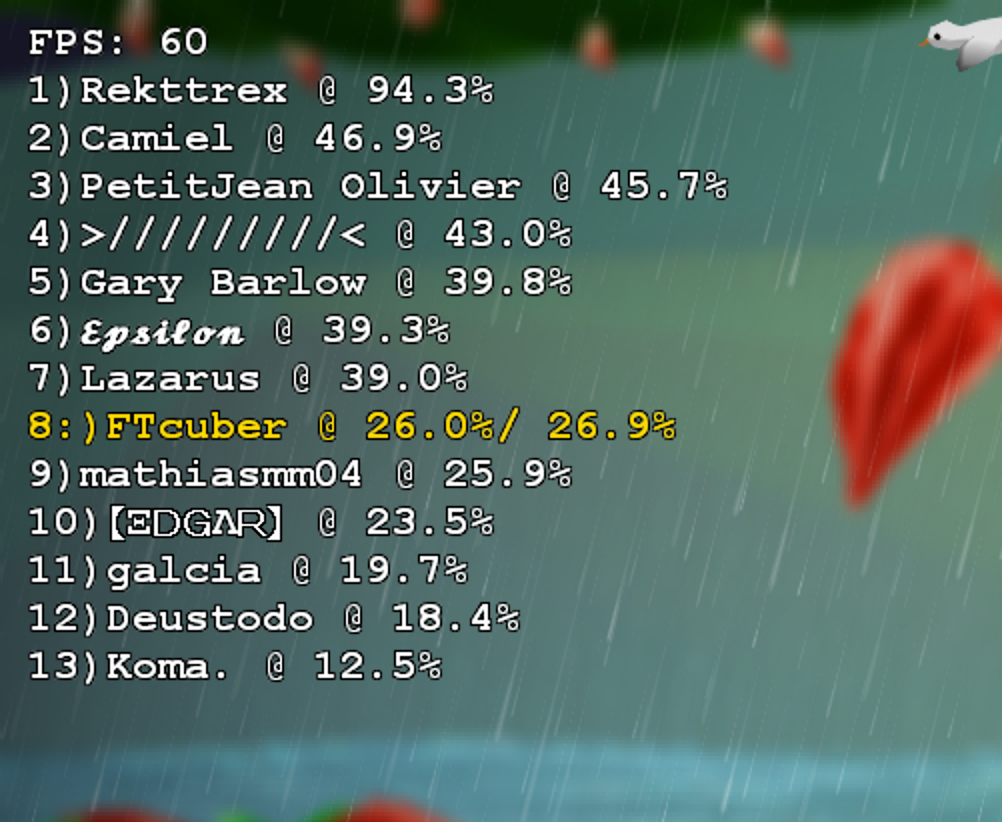 FPS: 60
1)Rekttrex @ 94.3%
2)Camiel @ 46.9%
3)PetitJean Olivier @ 45.7%
4)>/////////< @ 43.0%
5)Gary Barlow @ 39.8%
6)𝓔𝓹𝓼𝓲𝓵𝓸𝓷 @ 39.3%
7)Lazarus @ 39.0%
8:)FTcuber @ 26.0%/ 26.9%
9)mathiasmm04 @ 25.9%
10)【ΞDGΛR】 @ 23.5%
11)galcia @ 19.7%
12)Deustodo @ 18.4%
13)Koma. @ 12.5%